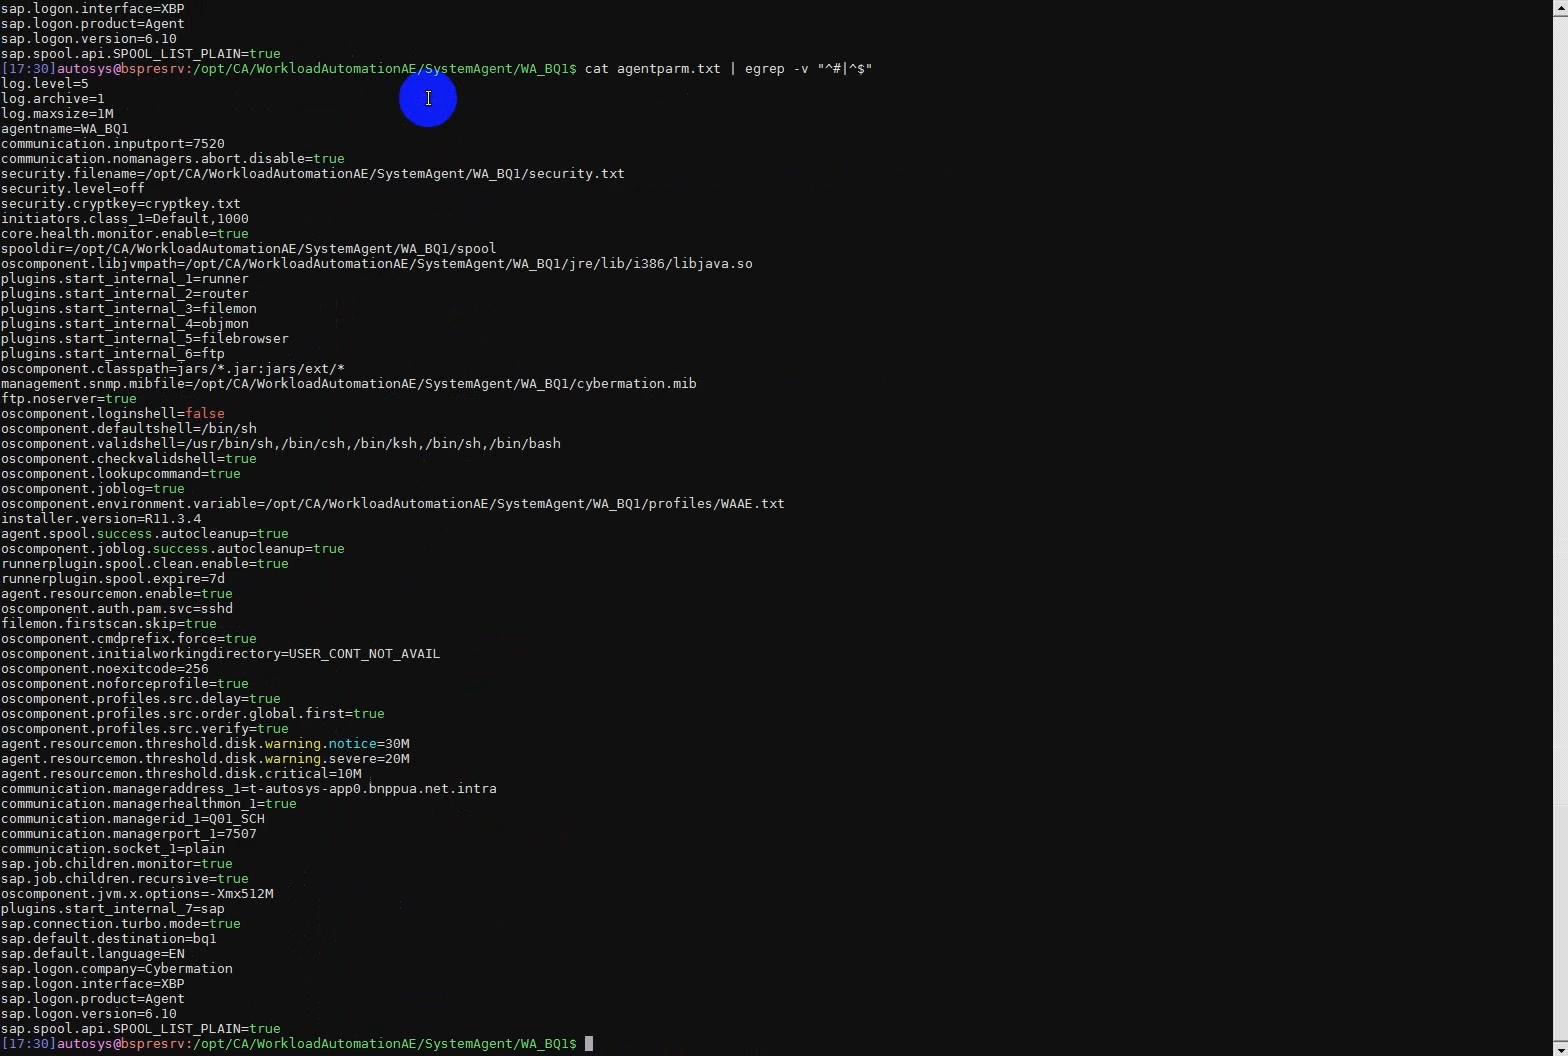 sap.logon.interface=XBP
sap.logon.product=Agent
sap.logon.version=6.10
sap.spool.api.SPOOL_LIST_PLAIN=true
[17:30]autosys@bspresrv:/opt/CA/WorkloadAutomationAE/SystemAgent/WA_BQ1$ cat agentparm.txt | egrep -v "^#|^$"
log.level=5
log.archive=1
log.maxsize=1M
agentname=WA_BQ1
communication.inputport=7520
communication.nomanagers.abort.disable=true
security.filename=/opt/CA/WorkloadAutomationAE/SystemAgent/WA_BQ1/security.txt
security.level=off
security.cryptkey=cryptkey.txt
initiators.class_1=Default,1000
core.health.monitor.enable=true
spooldir=/opt/CA/WorkloadAutomationAE/SystemAgent/WA_BQ1/spool
oscomponent.libjvmpath=/opt/CA/WorkloadAutomationAE/SystemAgent/WA_BQ1/jre/lib/i386/libjava.so
plugins.start_internal_1=runner
plugins.start_internal_2=router
plugins.start_internal_3=filemon
plugins.start_internal_4=objmon
plugins.start_internal_5=filebrowser
plugins.start_internal_6=ftp
oscomponent.classpath=jars/*.jar:jars/ext/*
management.snmp.mibfile=/opt/CA/WorkloadAutomationAE/SystemAgent/WA_BQ1/cybermation.mib
ftp.noserver=true
oscomponent.loginshell=false
oscomponent.defaultshell=/bin/sh
oscomponent.validshell=/usr/bin/sh,/bin/csh,/bin/ksh,/bin/sh,/bin/bash
oscomponent.checkvalidshell=true
oscomponent.lookupcommand=true
oscomponent.joblog=true
oscomponent.environment.variable=/opt/CA/WorkloadAutomationAE/SystemAgent/WA_BQ1/profiles/WAAE.txt
installer.version=R11.3.4
agent.spool.success.autocleanup=true
oscomponent.joblog.success.autocleanup=true
runnerplugin.spool.clean.enable=true
runnerplugin.spool.expire=7d
agent.resourcemon.enable=true
oscomponent.auth.pam.svc=sshd
filemon.firstscan.skip=true
oscomponent.cmdprefix.force=true
oscomponent.initialworkingdirectory=USER_CONT_NOT_AVAIL
oscomponent.noexitcode=256
oscomponent.noforceprofile=true
oscomponent.profiles.src.delay=true
oscomponent.profiles.src.order.global.first=true
oscomponent.profiles.src.verify=true
agent.resourcemon.threshold.disk.warning.notice=30M
agent.resourcemon.threshold.disk.warning.severe=20M
agent.resourcemon.threshold.disk.critical=10M
communication.manageraddress_1=t-autosys-app0.bnppua.net.intra
communication.managerhealthmon_1=true
communication.managerid_1=Q01_SCH
communication.managerport_1=7507
communication.socket_1=plain
sap.job.children.monitor=true
sap.job.children.recursive=true
oscomponent.jvm.x.options=-Xmx512M
plugins.start_internal_7=sap
sap.connection.turbo.mode=true
sap.default.destination=bq1
sap.default.language=EN
sap.logon.company=Cybermation
sap.logon.interface=XBP
sap.logon.product=Agent
sap.logon.version=6.10
sap.spool.api.SPOOL_LIST_PLAIN=true
[17:30]autosys@bspresrv:/opt/CA/WorkloadAutomationAE/SystemAgent/WA_BQ1$